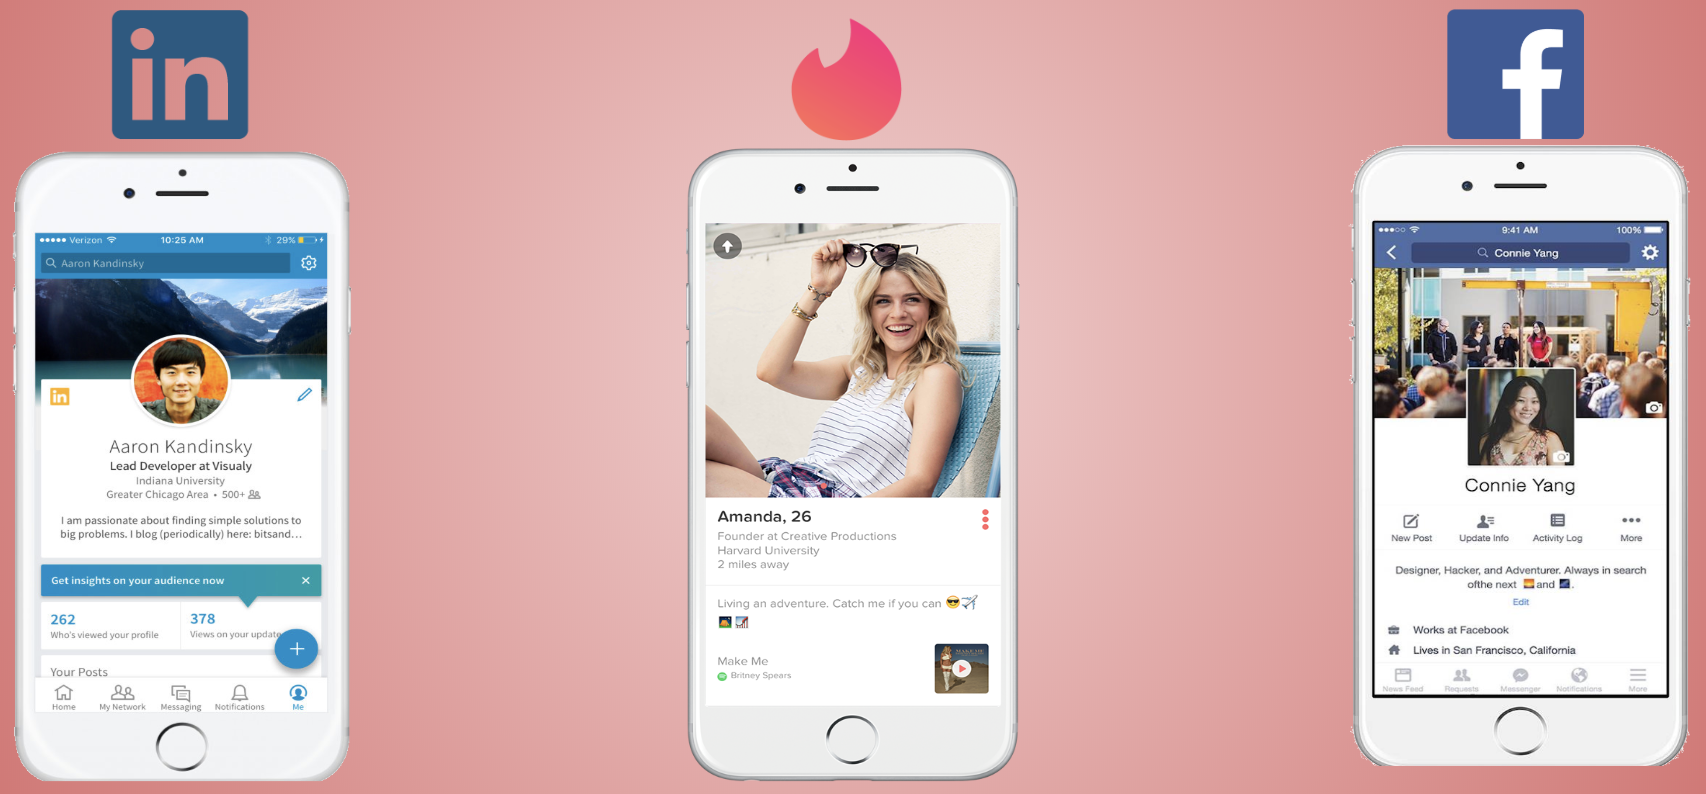 in
Verizon 10:25 AM 29%
Aaron Kandinsky
in
Aaron Kandinsky
Lead Developer at Visualy
Indiana University
Greater Chicago Area • 500+
I am passionate about finding simple solutions to
big problems. I blog (periodically) here: bitsand...
Get insights on your audience now ×
262 378
Who's viewed your profile Views on your update
+
Your Posts
Home My Network Messaging Notifications Me
Amanda, 26
Founder at Creative Productions
Harvard University
2 miles away
Living an adventure. Catch me if you can 😎
Make Me
Britney Spears
MAKE ME
f
9:41 AM 100%
Connie Yang
Connie Yang
New Post Update Info Activity Log More
Designer, Hacker, and Adventurer. Always in search
ofthe next and .
Edit
Works at Facebook
Lives in San Francisco, California
News Feed Requests Messenger Notifications More